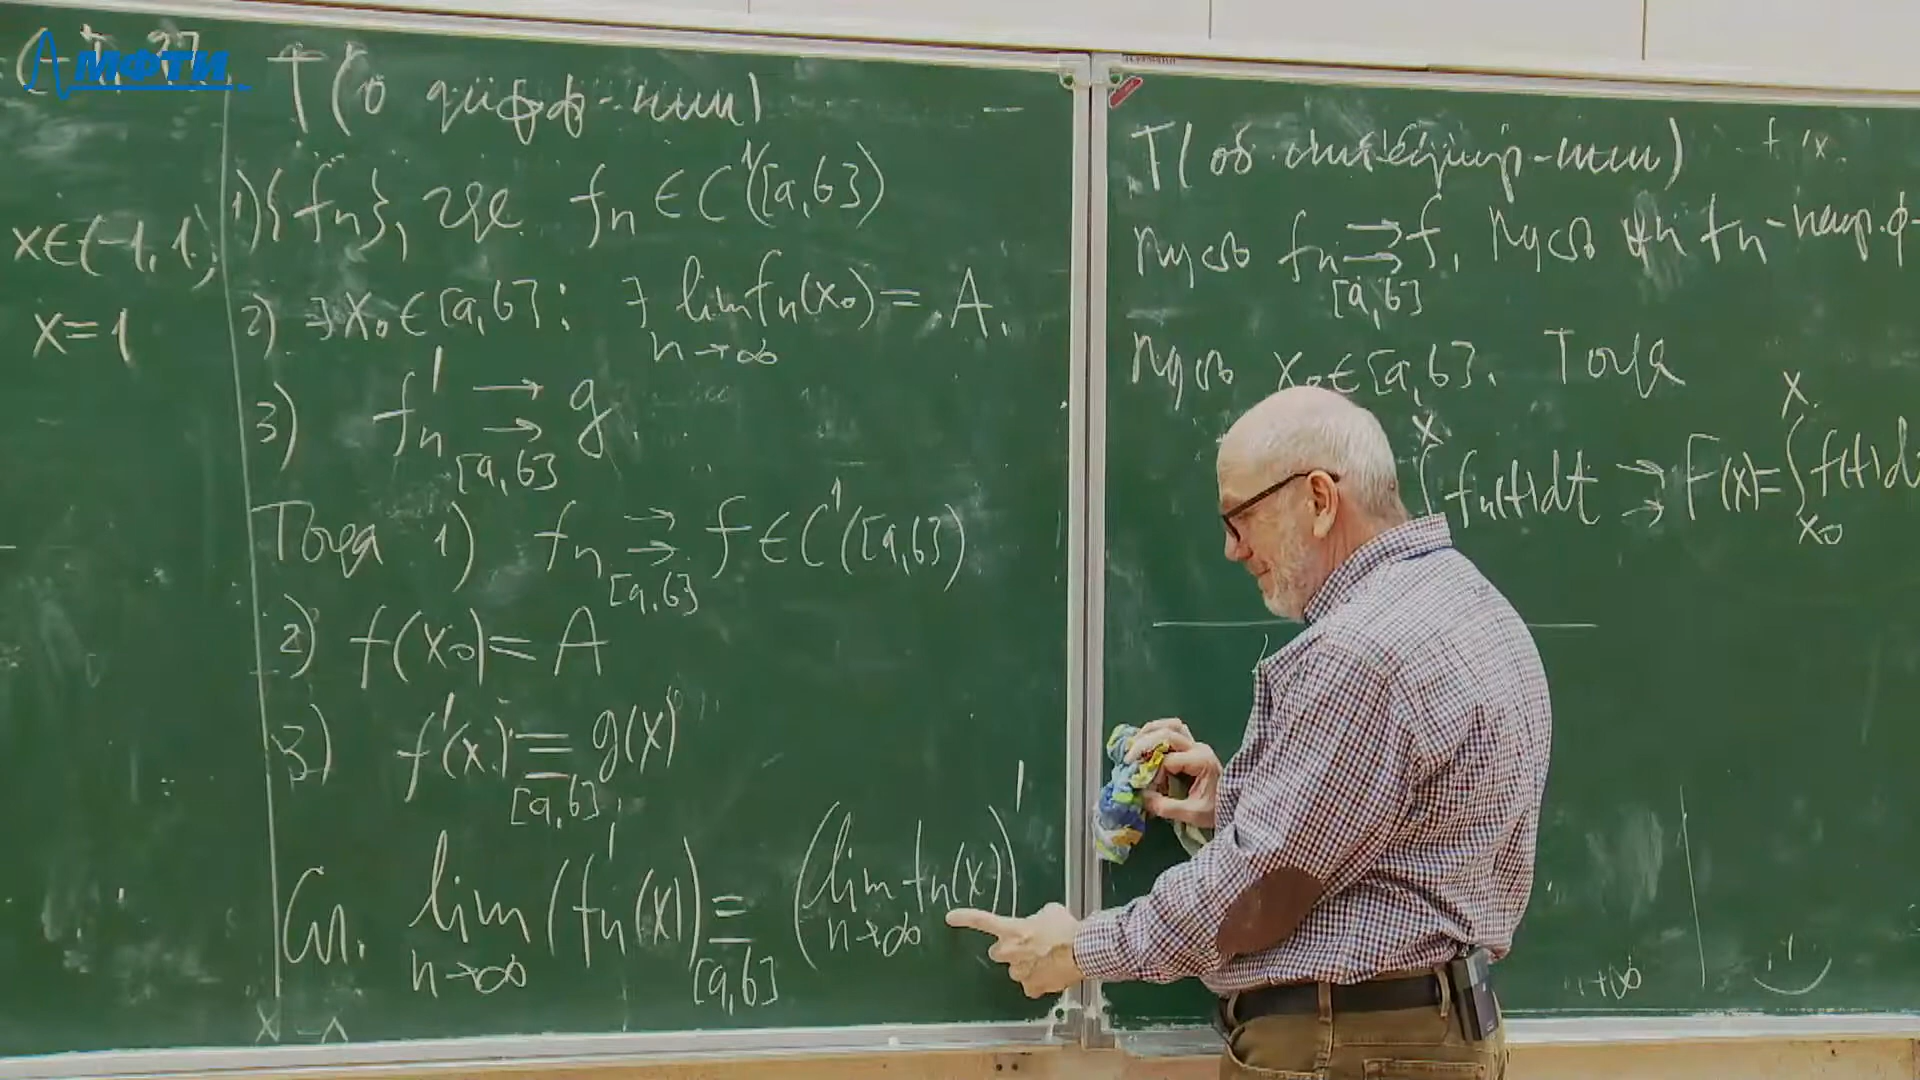 МФТИ
x∈(-1,1)
x=1
Т(о дифф-нии)
1) {fn}, где fn ∈ C¹([a,b])
2) ∃ x₀∈[a,b]: ∃ lim fn(x₀) = A.
n→∞
3) fn' ⇉ g
[a,b]
Тогда 1) fn ⇉ f ∈ C¹([a,b])
[a,b]
2) f(x₀) = A
3) f'(x) = g(x)
[a,b]
Сл. lim (fn'(x)) = (lim fn(x))'
n→∞ [a,b] n→∞
Т(об интегрир-нии)
Пусть fn ⇉ f, Пусть ∀n fn - непр. ф-
[a,b]
Пусть x₀∈[a,b]. Тогда
x x
∫ fn(t)dt ⇉ F(x)=∫ f(t)d
x₀
+∞